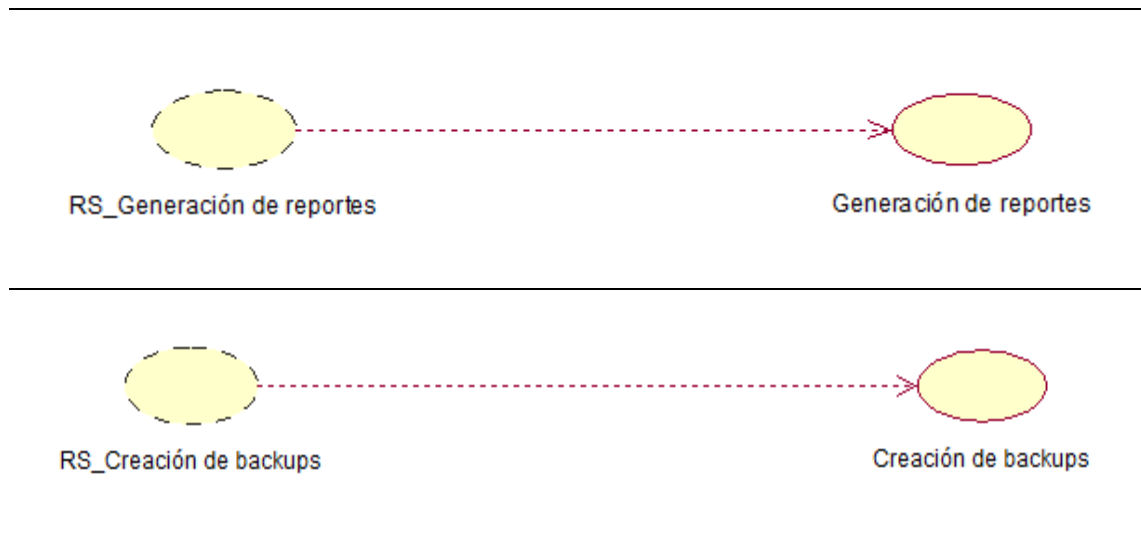 RS_Generación de reportes
Generación de reportes
RS_Creación de backups
Creación de backups